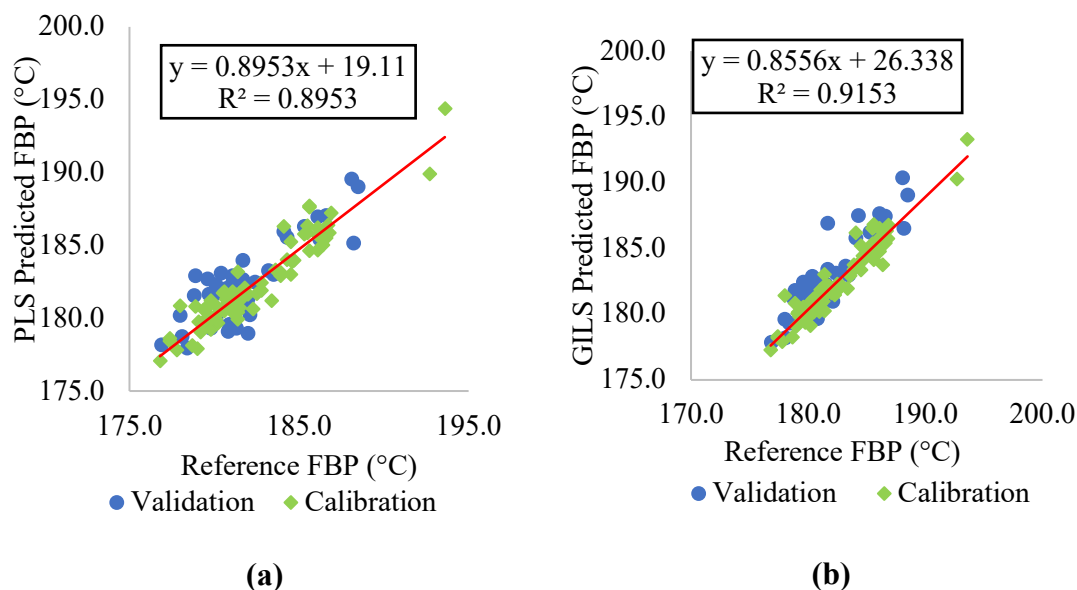 200.0
195.0
190.0
185.0
180.0
175.0
PLS Predicted FBP (°C)
y = 0.8953x + 19.11
R² = 0.8953
175.0 185.0 195.0
Reference FBP (°C)
Validation Calibration
(a)
200.0
195.0
190.0
185.0
180.0
175.0
GILS Predicted FBP (°C)
y = 0.8556x + 26.338
R² = 0.9153
170.0 180.0 190.0 200.0
Reference FBP (°C)
Validation Calibration
(b)